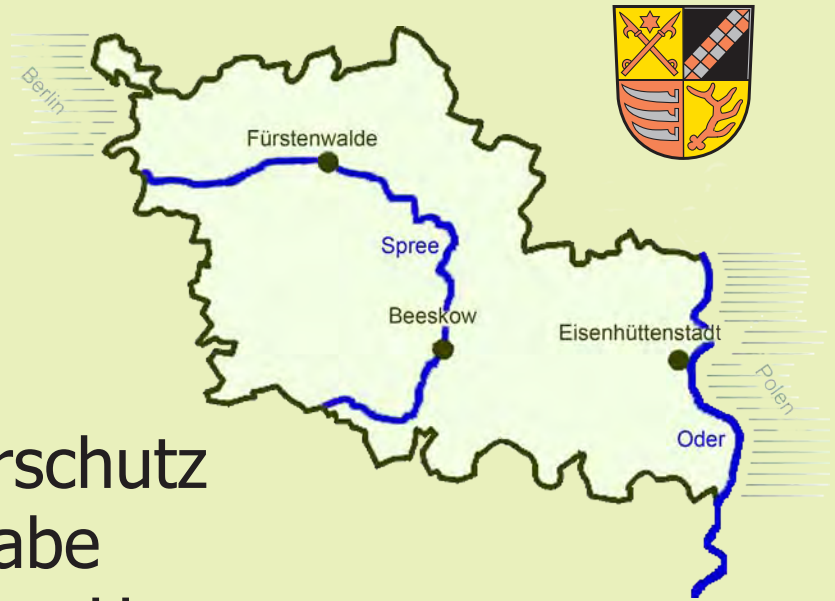 Berlin
Fürstenwalde
Spree
Beeskow
Eisenhüttenstadt
Polen
Oder
rschutz
abe